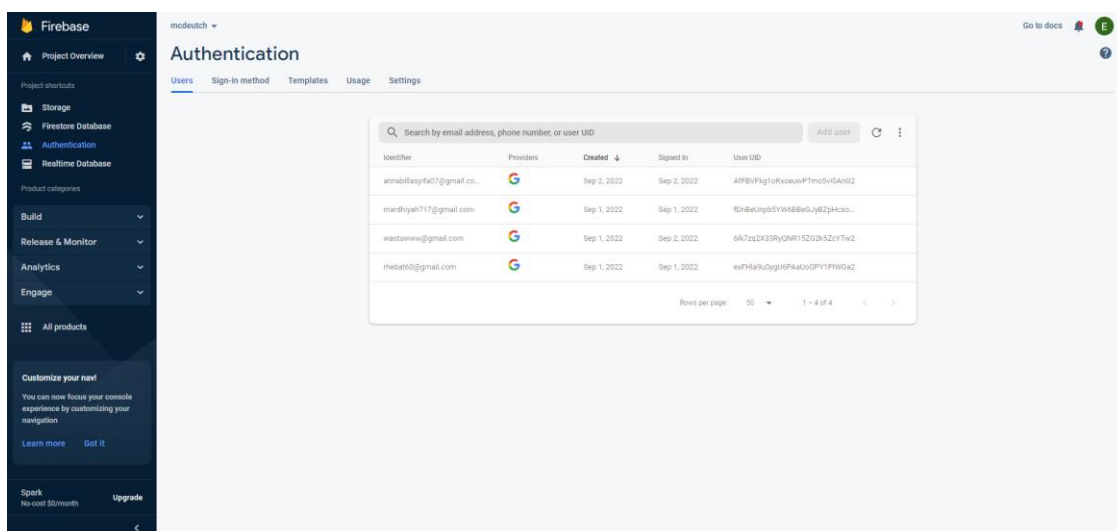 Firebase
Project Overview
Project shortcuts
Storage
Firestore Database
Authentication
Realtime Database
Product categories
Build
Release & Monitor
Analytics
Engage
All products
Customize your nav!
You can now focus your console
experience by customizing your
navigation
Learn more Got it
Spark
No-cost $0/month
Upgrade
mcdeutch
Go to docs
E
Authentication
Users Sign-in method Templates Usage Settings
Search by email address, phone number, or user UID
Add user
Identifier Providers Created Signed In User UID
annabillasyifa07@gmail.co... Sep 2, 2022 Sep 2, 2022
mardhiyah717@gmail.com Sep 1, 2022 Sep 1, 2022
wastuwww@gmail.com Sep 1, 2022 Sep 2, 2022
rhebat60@gmail.com Sep 1, 2022 Sep 1, 2022
Rows per page: 50 1 – 4 of 4